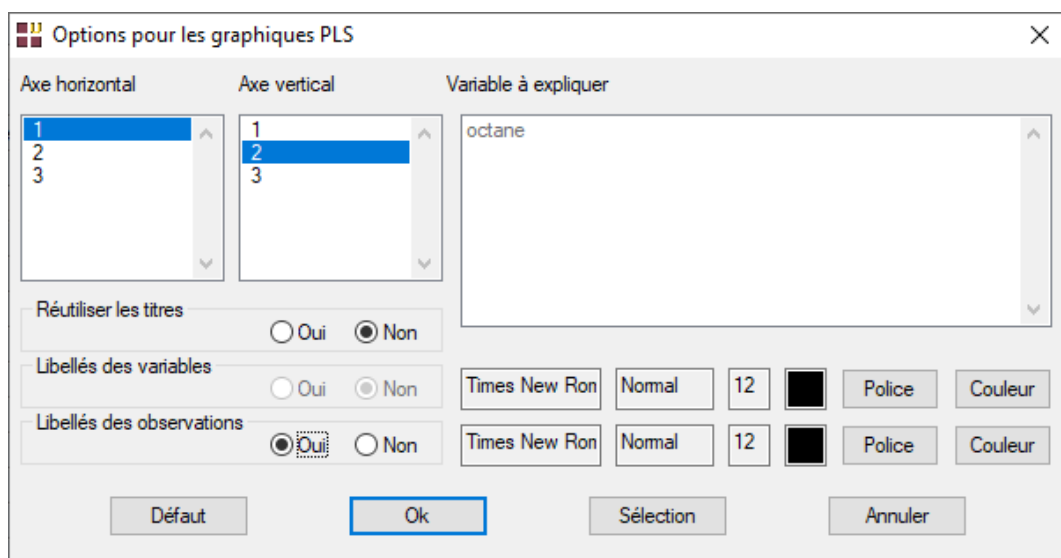 Options pour les graphiques PLS
Axe horizontal
Axe vertical
Variable à expliquer
1
2
3
1
2
3
octane
Réutiliser les titres
Oui Non
Libellés des variables
Oui Non
Times New Ron Normal 12 Police Couleur
Libellés des observations
Oui Non
Times New Ron Normal 12 Police Couleur
Défaut Ok Sélection Annuler